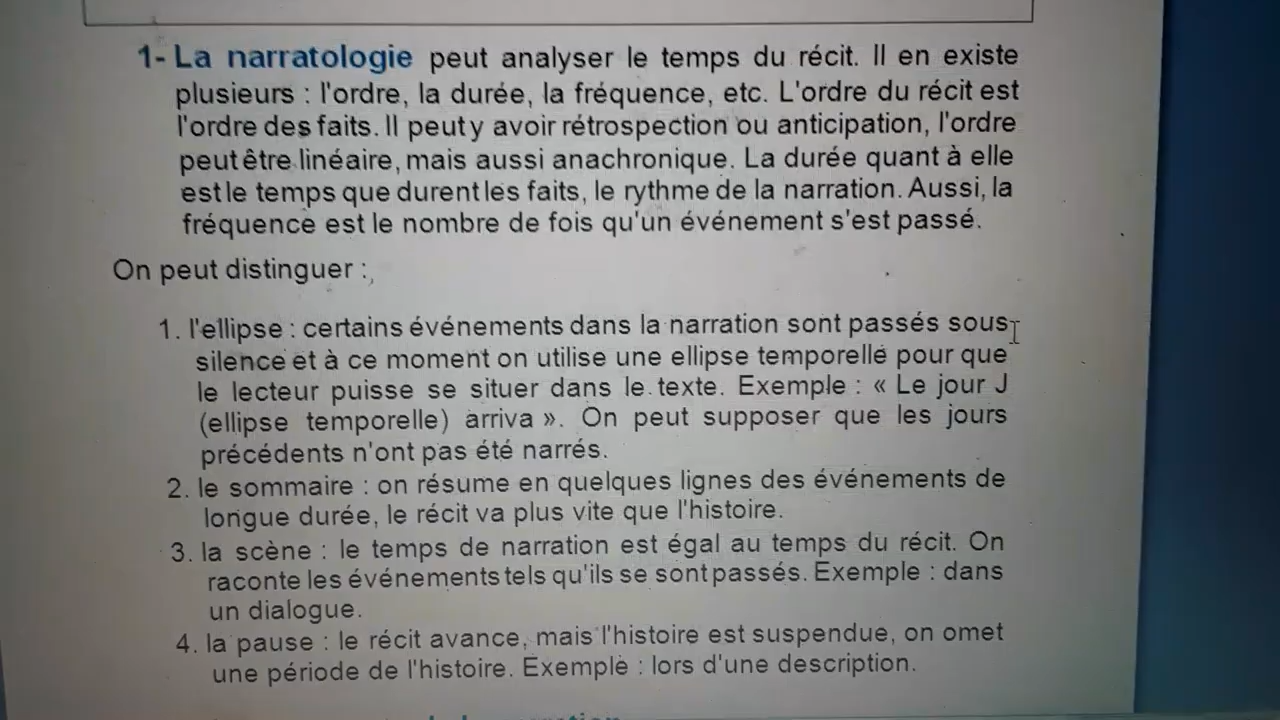 1- La narratologie peut analyser le temps du récit. Il en existe
plusieurs : l'ordre, la durée, la fréquence, etc. L'ordre du récit est
l'ordre des faits. Il peut y avoir rétrospection ou anticipation, l'ordre
peut être linéaire, mais aussi anachronique. La durée quant à elle
est le temps que durent les faits, le rythme de la narration. Aussi, la
fréquence est le nombre de fois qu'un événement s'est passé.
On peut distinguer :
1. l'ellipse : certains événements dans la narration sont passés sous
silence et à ce moment on utilise une ellipse temporelle pour que
le lecteur puisse se situer dans le texte. Exemple : « Le jour J
(ellipse temporelle) arriva ». On peut supposer que les jours
précédents n'ont pas été narrés.
2. le sommaire : on résume en quelques lignes des événements de
longue durée, le récit va plus vite que l'histoire.
3. la scène : le temps de narration est égal au temps du récit. On
raconte les événements tels qu'ils se sont passés. Exemple : dans
un dialogue.
4. la pause : le récit avance, mais l'histoire est suspendue, on omet
une période de l'histoire. Exemple : lors d'une description.